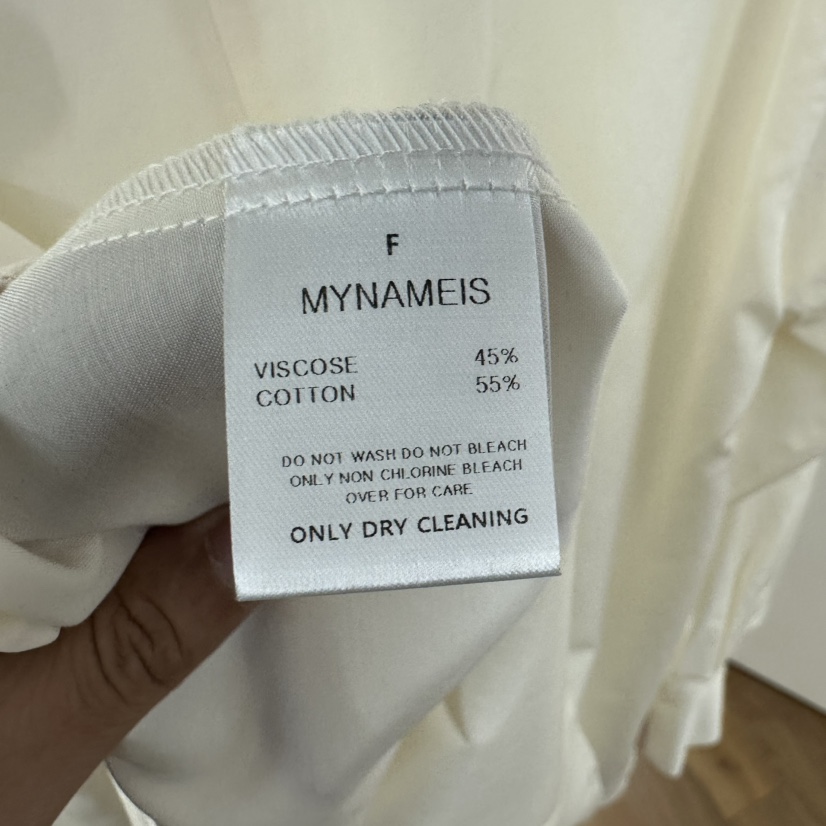 F
MYNAMEIS
VISCOSE 45%
COTTON 55%
DO NOT WASH DO NOT BLEACH
ONLY NON CHLORINE BLEACH
OVER FOR CARE
ONLY DRY CLEANING